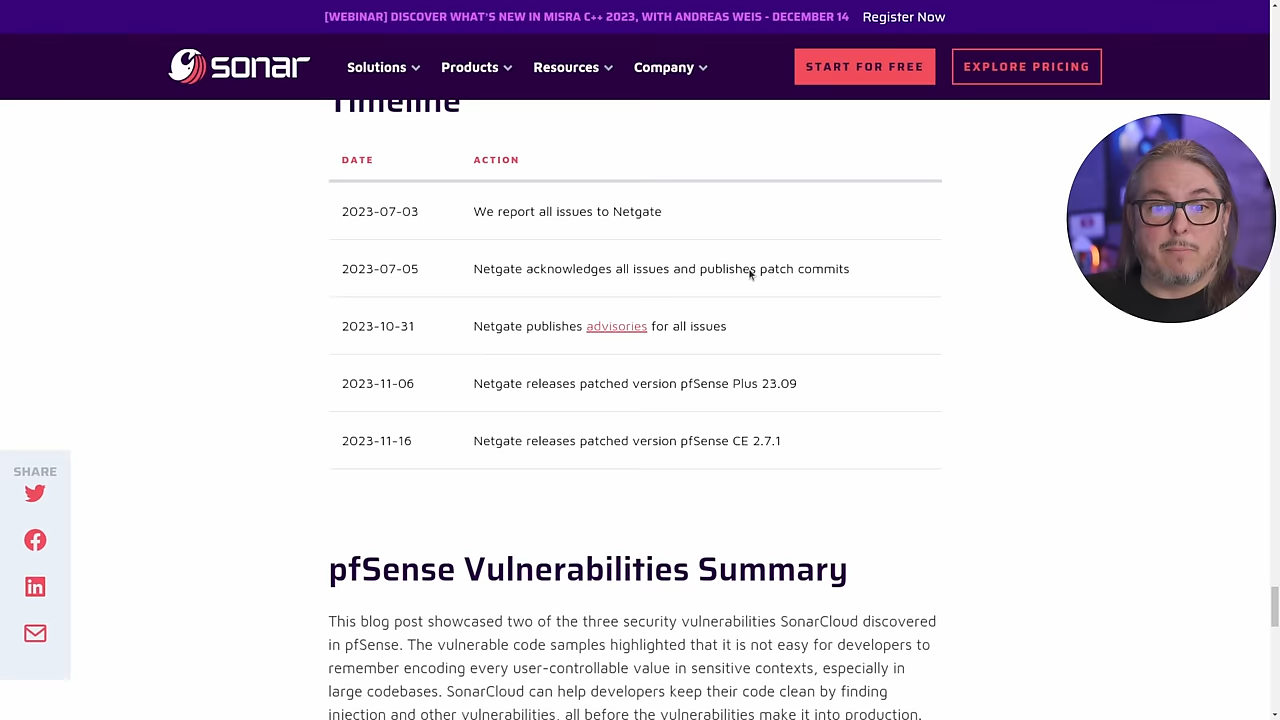 [WEBINAR] DISCOVER WHAT'S NEW IN MISRA C++ 2023, WITH ANDREAS WEIS - DECEMBER 14 Register Now
sonar Solutions Products Resources Company START FOR FREE EXPLORE PRICING
Timeline
DATE ACTION
2023-07-03 We report all issues to Netgate
2023-07-05 Netgate acknowledges all issues and publishes patch commits
2023-10-31 Netgate publishes advisories for all issues
2023-11-06 Netgate releases patched version pfSense Plus 23.09
2023-11-16 Netgate releases patched version pfSense CE 2.7.1
SHARE
pfSense Vulnerabilities Summary
This blog post showcased two of the three security vulnerabilities SonarCloud discovered
in pfSense. The vulnerable code samples highlighted that it is not easy for developers to
remember encoding every user-controllable value in sensitive contexts, especially in
large codebases. SonarCloud can help developers keep their code clean by finding
injection and other vulnerabilities, all before the vulnerabilities make it into production.